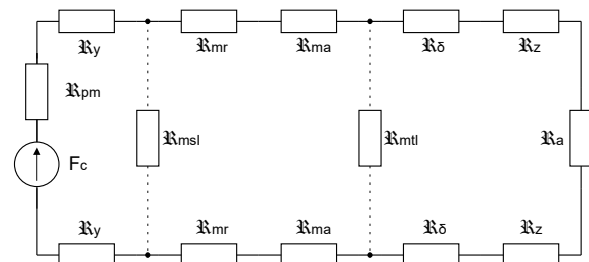 ℜy ℜmr ℜma ℜδ ℜz
ℜpm
ℜmsl ℜmtl ℜa
Fc
ℜy ℜmr ℜma ℜδ ℜz